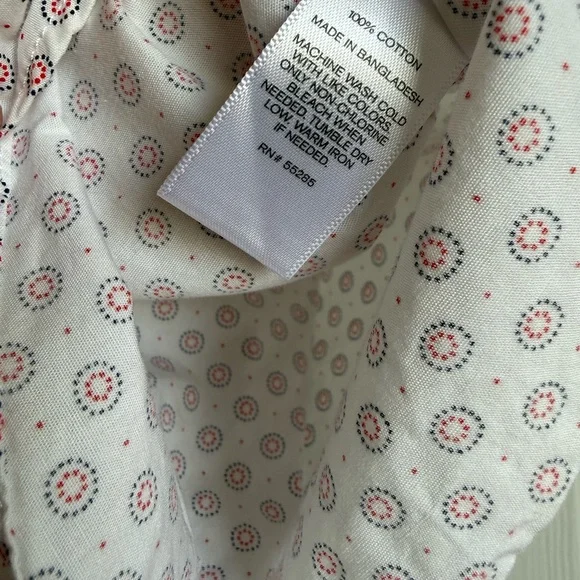 100% COTTON
MADE IN BANGLADESH
MACHINE WASH COLD
WITH LIKE COLORS.
ONLY NON-CHLORINE
BLEACH WHEN
NEEDED. TUMBLE DRY
LOW. WARM IRON
IF NEEDED.
RN# 55285